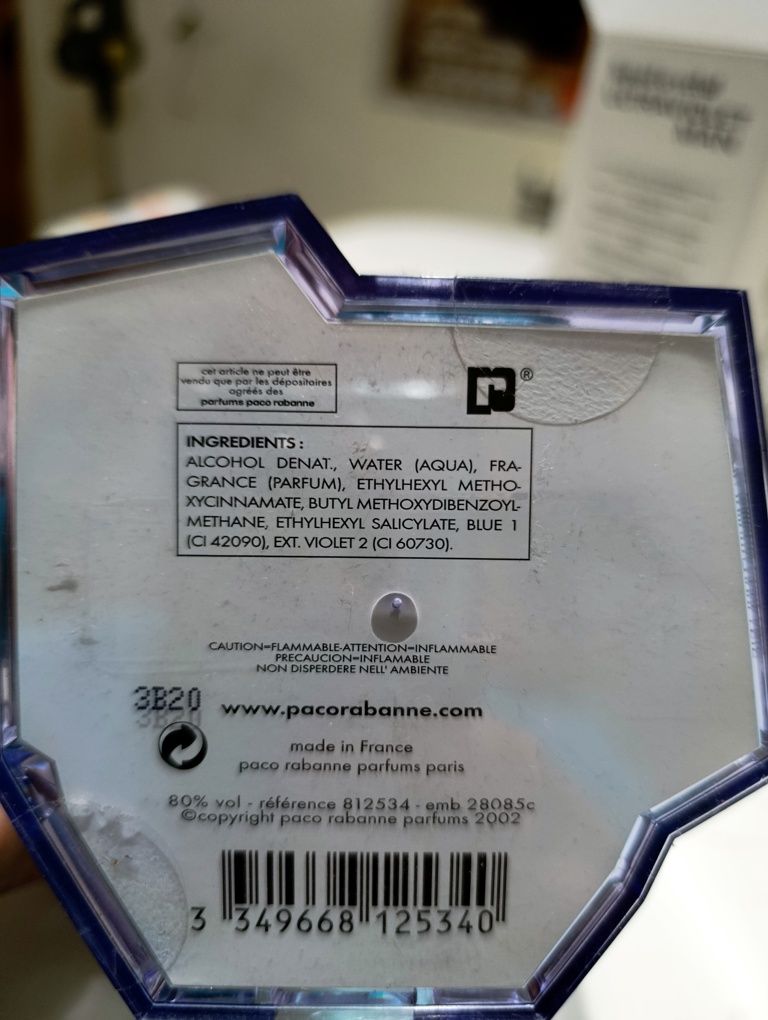 cet article ne peut être
vendu que par les dépositaires
agréés des
parfums paco rabanne
®
INGREDIENTS :
ALCOHOL DENAT., WATER (AQUA), FRA-
GRANCE (PARFUM), ETHYLHEXYL METHO-
XYCINNAMATE, BUTYL METHOXYDIBENZOYL-
METHANE, ETHYLHEXYL SALICYLATE, BLUE 1
(CI 42090), EXT. VIOLET 2 (CI 60730).
CAUTION=FLAMMABLE-ATTENTION=INFLAMMABLE
PRECAUCION=INFLAMABLE
NON DISPERDERE NELL' AMBIENTE
3B20
www.pacorabanne.com
made in France
paco rabanne parfums paris
80% vol - référence 812534 - emb 28085c
©copyright paco rabanne parfums 2002
3 349668 125340